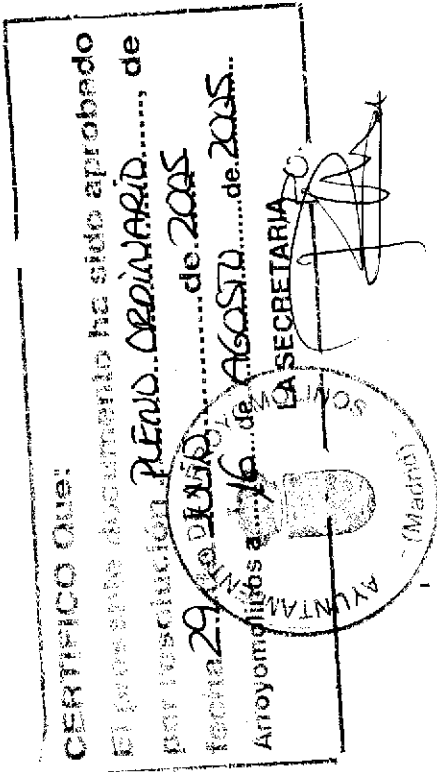 CERTIFICO Que:
El presente documento ha sido aprobado
por resolución PLENO ORDINARIO......, de
fecha 29 JULIO.............de.2005
Arroyomolinos a.....16....de.AGOSTO.......de.2005..
LA SECRETARIA
AYUNTAMIENTO DE ARROYOMOLINOS
(Madrid)